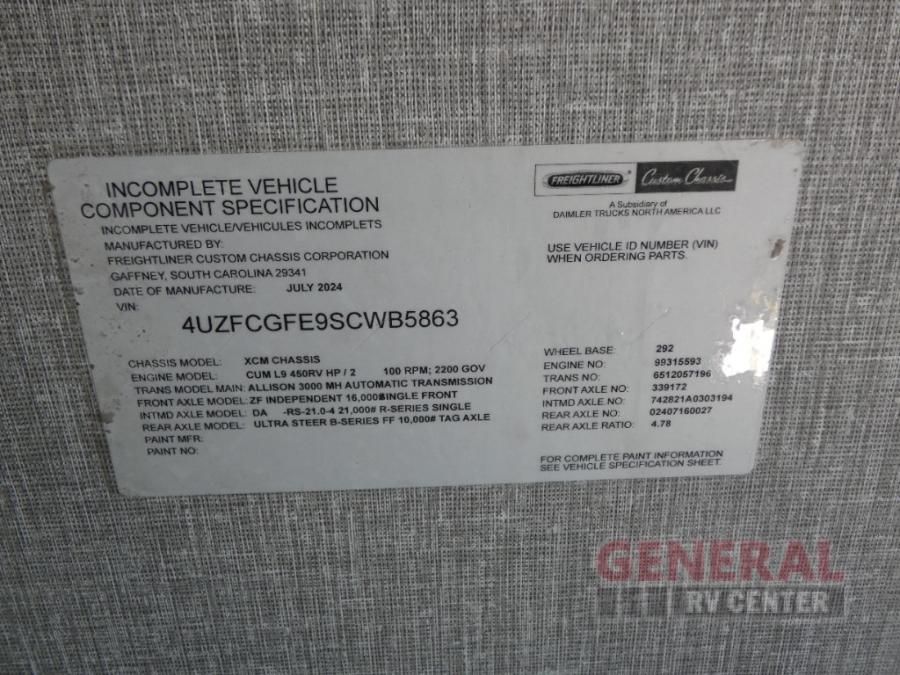 INCOMPLETE VEHICLE
COMPONENT SPECIFICATION
INCOMPLETE VEHICLE/VEHICULES INCOMPLETS
MANUFACTURED BY:
FREIGHTLINER CUSTOM CHASSIS CORPORATION
GAFFNEY, SOUTH CAROLINA 29341
DATE OF MANUFACTURE: JULY 2024
VIN:
4UZFCGFE9SCWB5863
CHASSIS MODEL: XCM CHASSIS
ENGINE MODEL: CUM L9 450RV HP / 2 100 RPM; 2200 GOV
TRANS MODEL MAIN: ALLISON 3000 MH AUTOMATIC TRANSMISSION
FRONT AXLE MODEL: ZF INDEPENDENT 16,000# SINGLE FRONT
INTMD AXLE MODEL: DA -RS-21.0-4 21,000# R-SERIES SINGLE
REAR AXLE MODEL: ULTRA STEER B-SERIES FF 10,000# TAG AXLE
PAINT MFR:
PAINT NO:
FREIGHTLINER Custom Chassis
A Subsidiary of
DAIMLER TRUCKS NORTH AMERICA LLC
USE VEHICLE ID NUMBER (VIN)
WHEN ORDERING PARTS.
WHEEL BASE: 292
ENGINE NO: 99315593
TRANS NO: 6512057196
FRONT AXLE NO: 339172
INTMD AXLE NO: 742821A0303194
REAR AXLE NO: 02407160027
REAR AXLE RATIO: 4.78
FOR COMPLETE PAINT INFORMATION
SEE VEHICLE SPECIFICATION SHEET.
GENERAL
RV CENTER